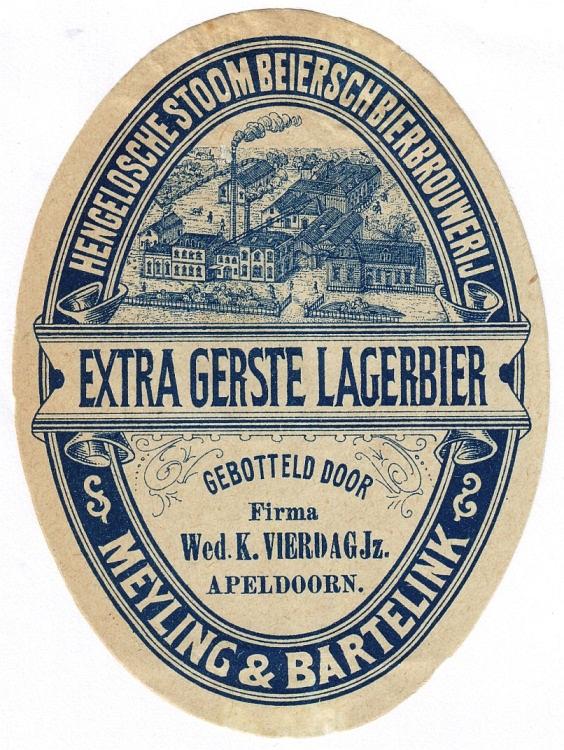 HENGELOSCHE STOOM BEIERSCHBIERBROUWERIJ
EXTRA GERSTE LAGERBIER
GEBOTTELD DOOR
Firma
Wed. K. VIERDAG Jz.
APELDOORN.
MEYLING & BARTELINK